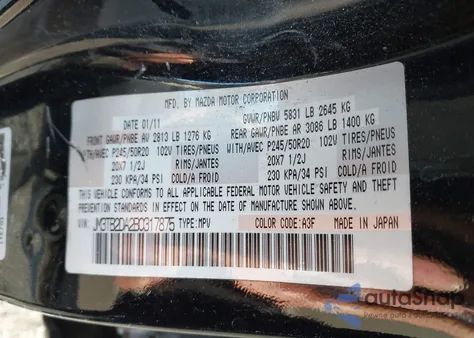 MFD. BY MAZDA MOTOR CORPORATION
DATE 01/11 GVWR/PNBV 5831 LB 2645 KG
FRONT GAWR/PNBE AV 2813 LB 1276 KG REAR GAWR/PNBE AR 3086 LB 1400 KG
WITH/AVEC P245/50R20 102V TIRES/PNEUS WITH/AVEC P245/50R20 102V TIRES/PNEUS
20X7 1/2J RIMS/JANTES 20X7 1/2J RIMS/JANTES
230 KPA/34 PSI COLD/A FROID 230 KPA/34 PSI COLD/A FROID
THIS VEHICLE CONFORMS TO ALL APPLICABLE FEDERAL MOTOR VEHICLE SAFETY AND THEFT
PREVENTION STANDARDS IN EFFECT ON THE DATE OF MANUFACTURE SHOWN ABOVE.
VIN: JM3TB2DA2B0317875 TYPE: MPV COLOR CODE: A3F MADE IN JAPAN
autoSnap